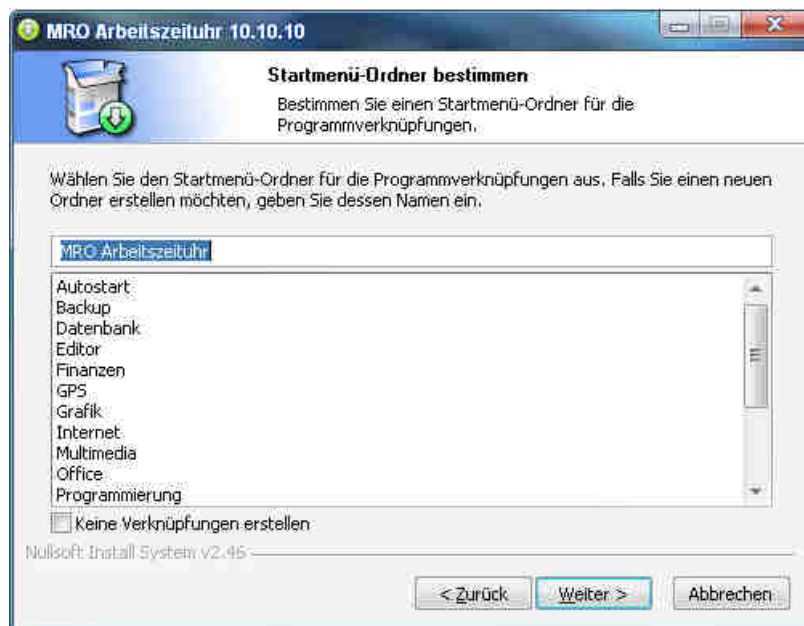 MRO Arbeitszeituhr 10.10.10
Startmenü-Ordner bestimmen
Bestimmen Sie einen Startmenü-Ordner für die
Programmverknüpfungen.
Wählen Sie den Startmenü-Ordner für die Programmverknüpfungen aus. Falls Sie einen neuen
Ordner erstellen möchten, geben Sie dessen Namen ein.
MRO Arbeitszeituhr
Autostart
Backup
Datenbank
Editor
Finanzen
GPS
Grafik
Internet
Multimedia
Office
Programmierung
Keine Verknüpfungen erstellen
Nullsoft Install System v2.46
< Zurück Weiter > Abbrechen